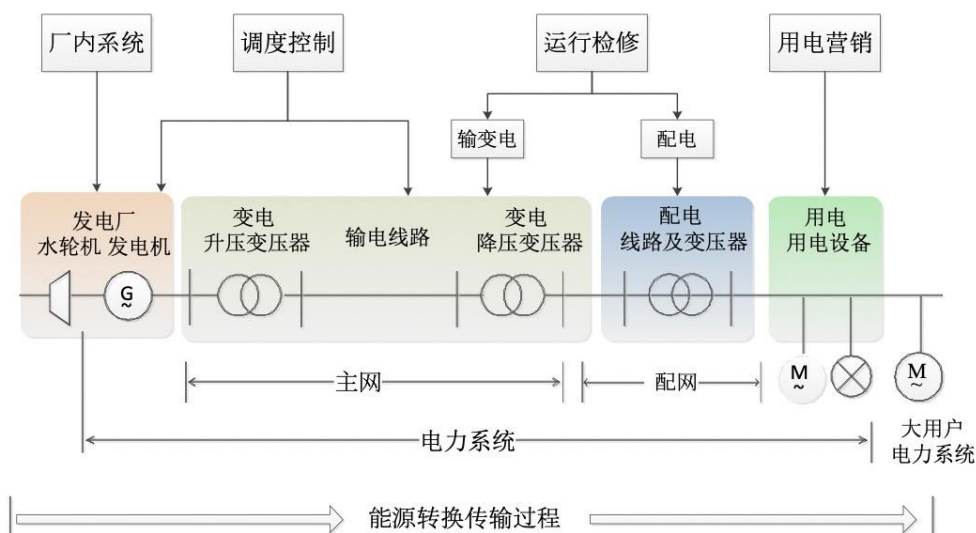 厂内系统
调度控制
运行检修
用电营销
输变电
配电
发电厂
水轮机 发电机
变电
升压变压器
输电线路
变电
降压变压器
配电
线路及变压器
用电
用电设备
G
~
M
~
M
~
主网
配网
电力系统
大用户
电力系统
能源转换传输过程